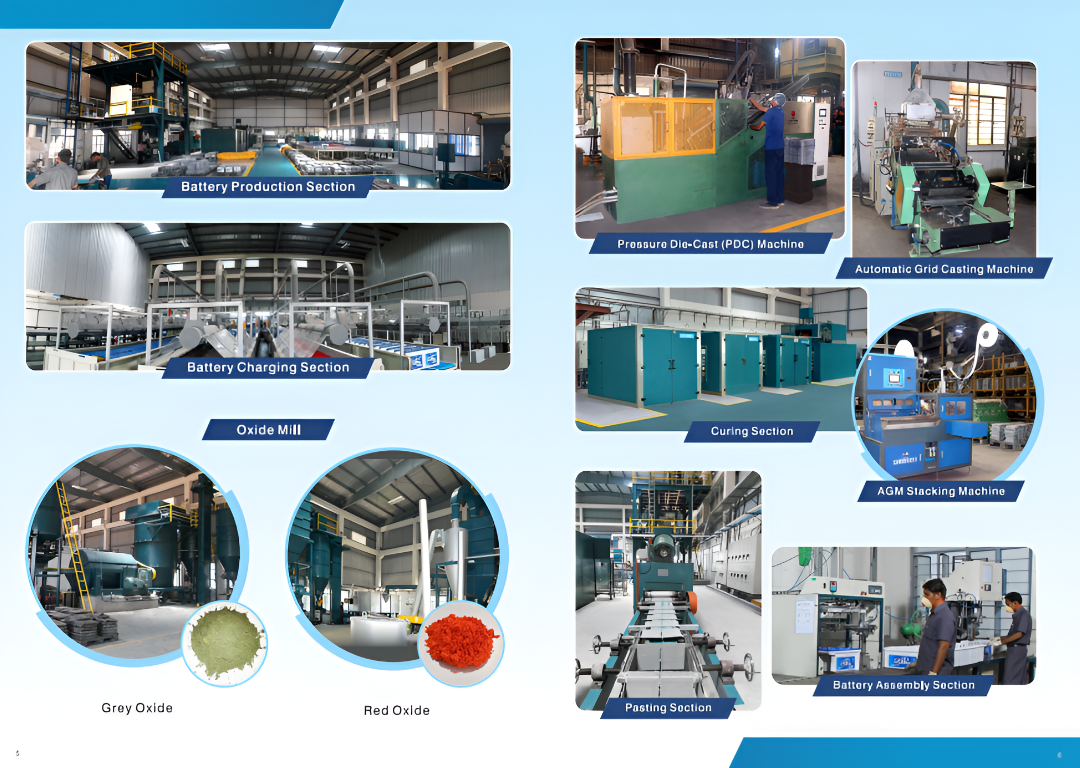 Battery Production Section
Battery Charging Section
Oxide Mill
Grey Oxide
Red Oxide
5
Pressure Die-Cast (PDC) Machine
Automatic Grid Casting Machine
Curing Section
AGM Stacking Machine
Pasting Section
Battery Assembly Section